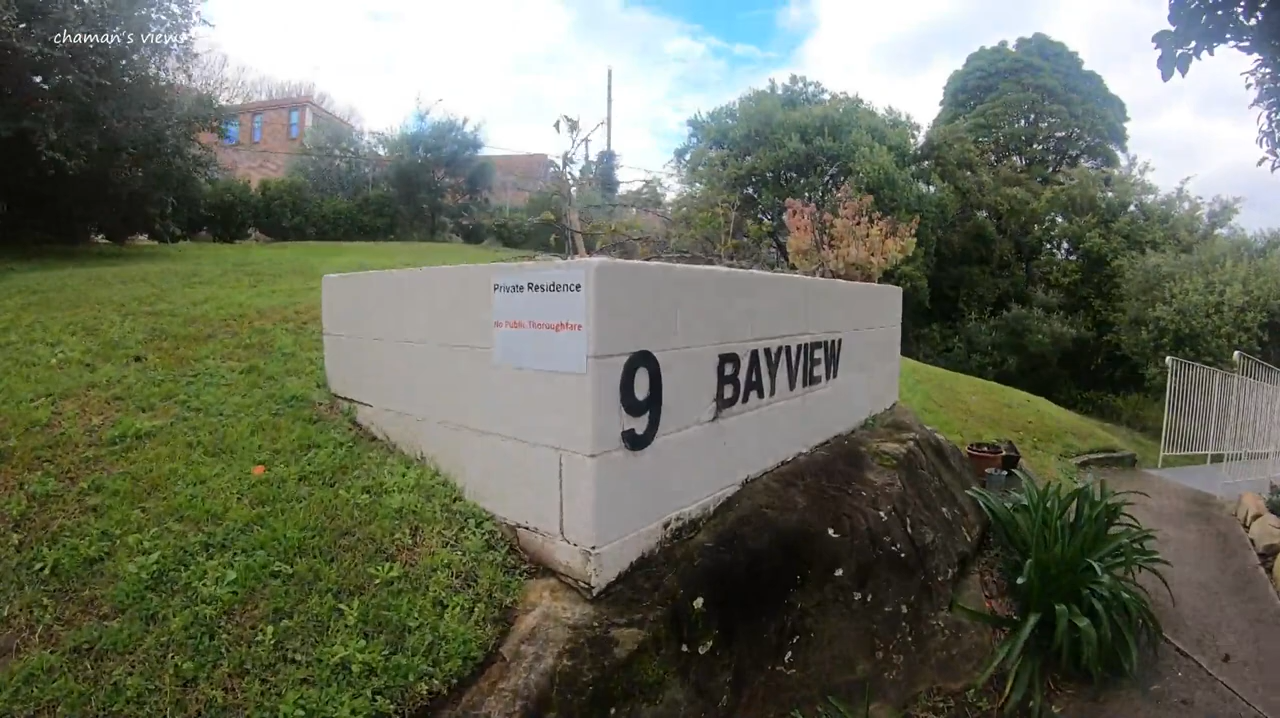 chaman's views
Private Residence
No Public Thoroughfare
9 BAYVIEW